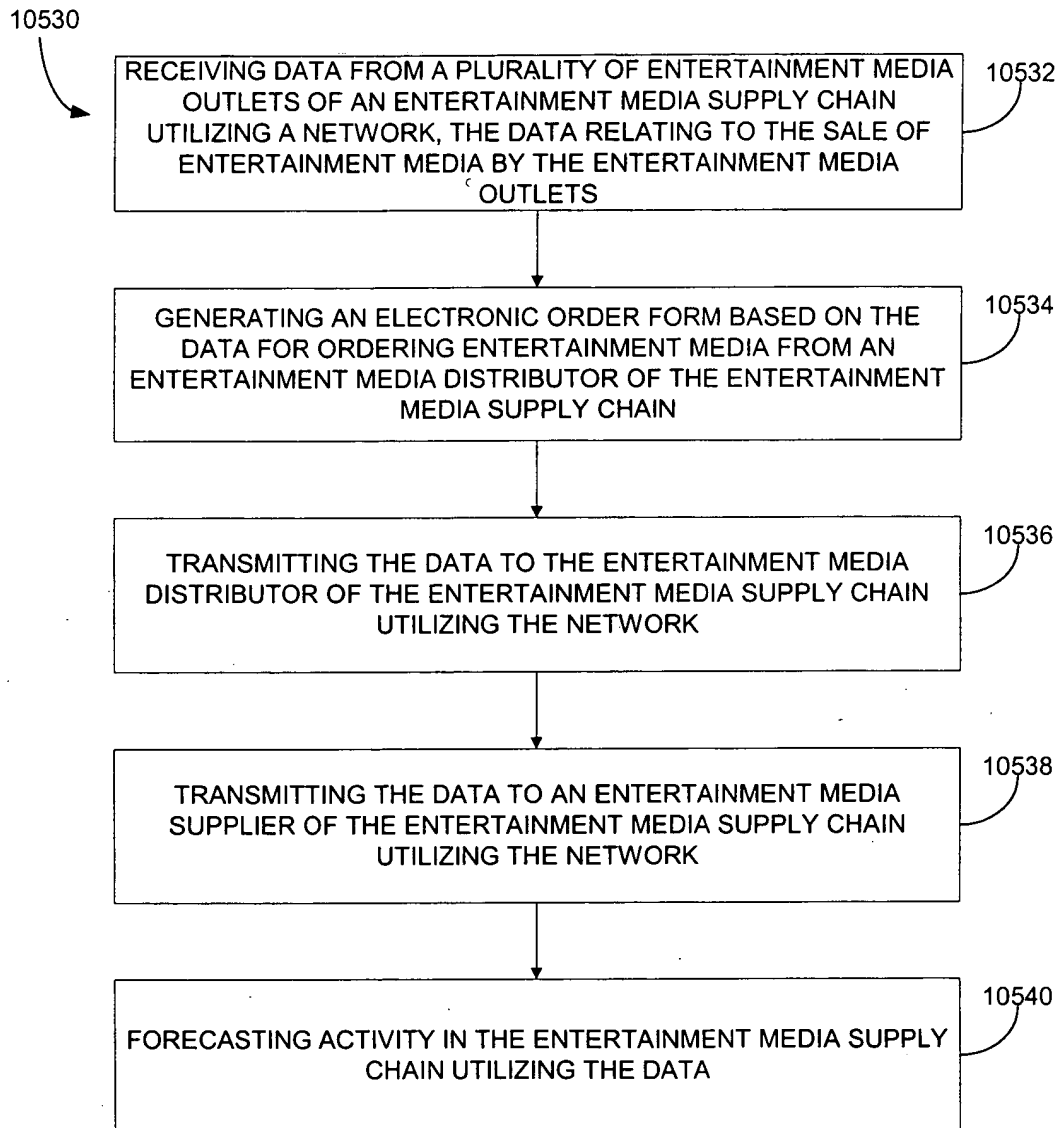 10530
RECEIVING DATA FROM A PLURALITY OF ENTERTAINMENT MEDIA
OUTLETS OF AN ENTERTAINMENT MEDIA SUPPLY CHAIN
UTILIZING A NETWORK, THE DATA RELATING TO THE SALE OF
ENTERTAINMENT MEDIA BY THE ENTERTAINMENT MEDIA
OUTLETS
10532
GENERATING AN ELECTRONIC ORDER FORM BASED ON THE
DATA FOR ORDERING ENTERTAINMENT MEDIA FROM AN
ENTERTAINMENT MEDIA DISTRIBUTOR OF THE ENTERTAINMENT
MEDIA SUPPLY CHAIN
10534
TRANSMITTING THE DATA TO THE ENTERTAINMENT MEDIA
DISTRIBUTOR OF THE ENTERTAINMENT MEDIA SUPPLY CHAIN
UTILIZING THE NETWORK
10536
TRANSMITTING THE DATA TO AN ENTERTAINMENT MEDIA
SUPPLIER OF THE ENTERTAINMENT MEDIA SUPPLY CHAIN
UTILIZING THE NETWORK
10538
FORECASTING ACTIVITY IN THE ENTERTAINMENT MEDIA SUPPLY
CHAIN UTILIZING THE DATA
10540